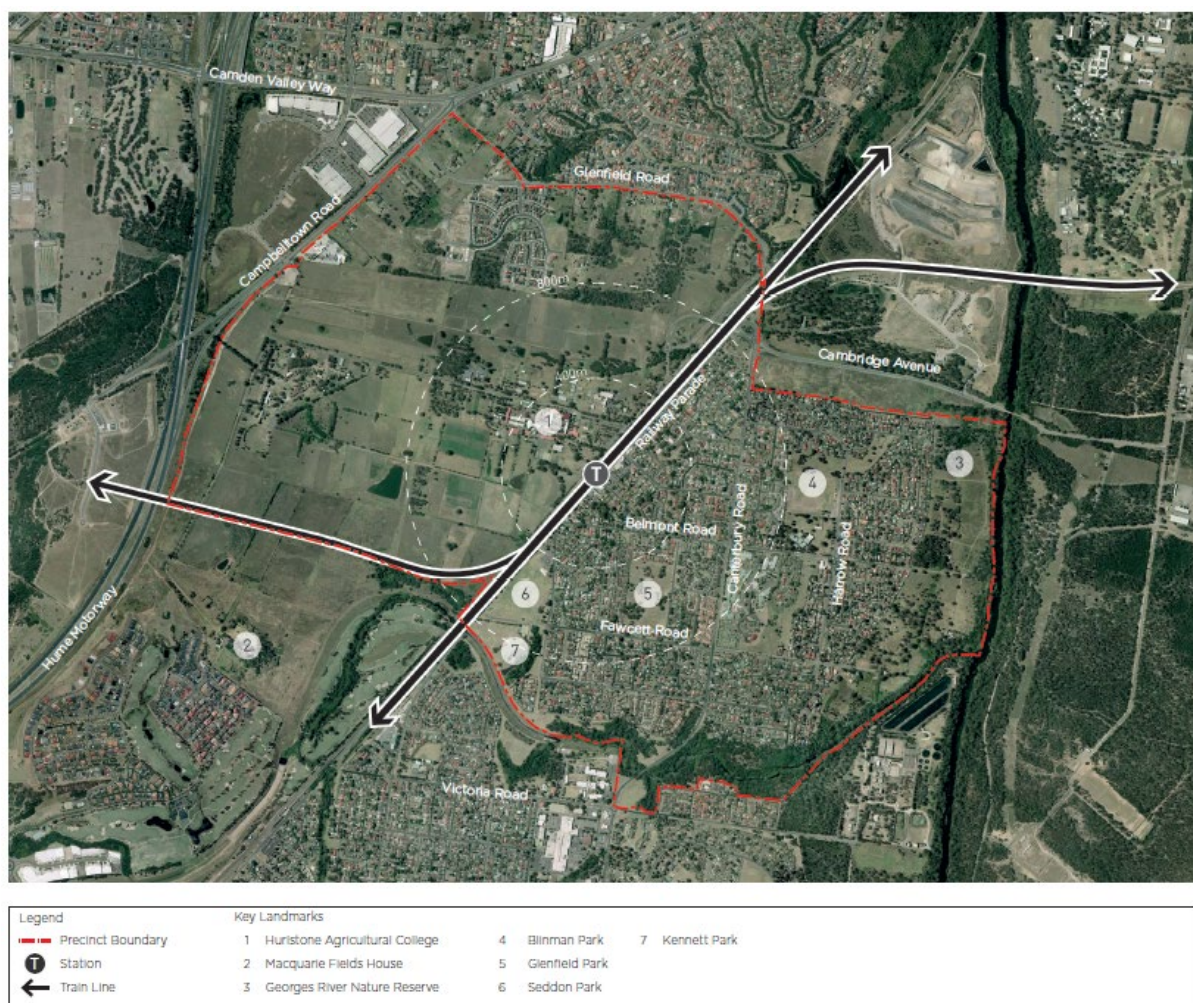 Camden Valley Way
Glenfield Road
Campbelltown Road
800m
400m
Cambridge Avenue
Railway Parade
1
T
3
4
Belmont Road
Canterbury Road
Harrow Road
6
5
Fawcett Road
Hume Motorway
2
7
Victoria Road
Legend
Precinct Boundary
T Station
Train Line
Key Landmarks
1 Hurlstone Agricultural College
2 Macquarie Fields House
3 Georges River Nature Reserve
4 Blinman Park
5 Glenfield Park
6 Seddon Park
7 Kennett Park